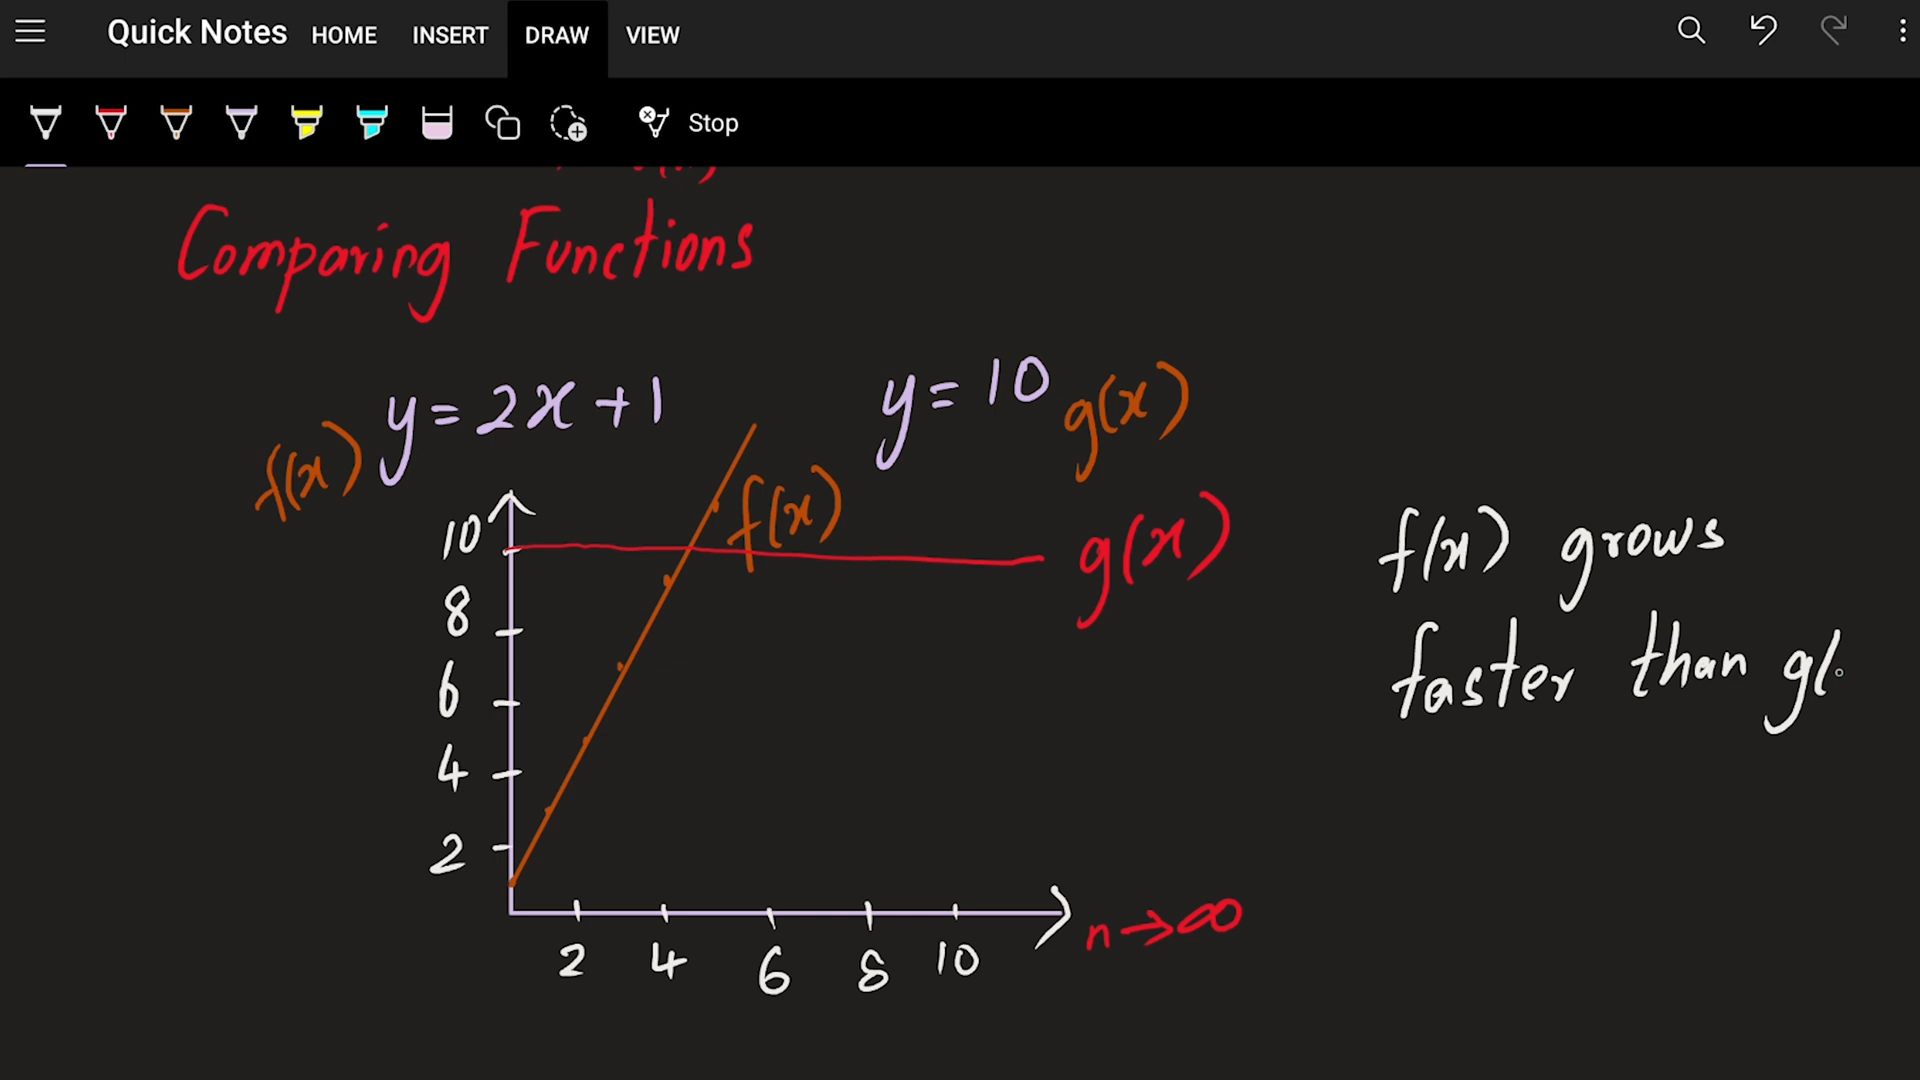 Quick Notes HOME INSERT DRAW VIEW
Stop
Comparing Functions
f(x) y = 2x + 1
y = 10 g(x)
f(x)
g(x)
10
8
6
4
2
2 4 6 8 10
n → ∞
f(x) grows
faster than g(